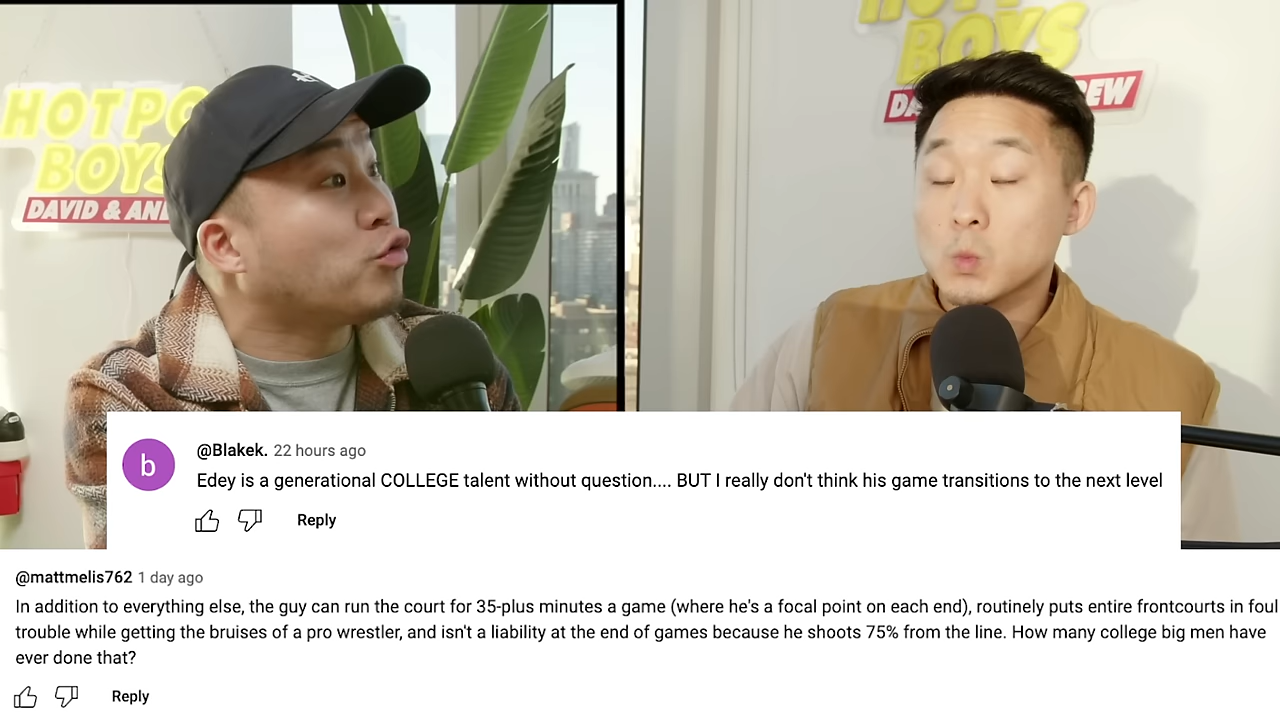 HOTPO
BOYS
DAVID & AN
HOTPO
BOYS
DA
REW
b
@Blakek. 22 hours ago
Edey is a generational COLLEGE talent without question.... BUT I really don't think his game transitions to the next level
Reply
@mattmelis762 1 day ago
In addition to everything else, the guy can run the court for 35-plus minutes a game (where he's a focal point on each end), routinely puts entire frontcourts in foul
trouble while getting the bruises of a pro wrestler, and isn't a liability at the end of games because he shoots 75% from the line. How many college big men have
ever done that?
Reply